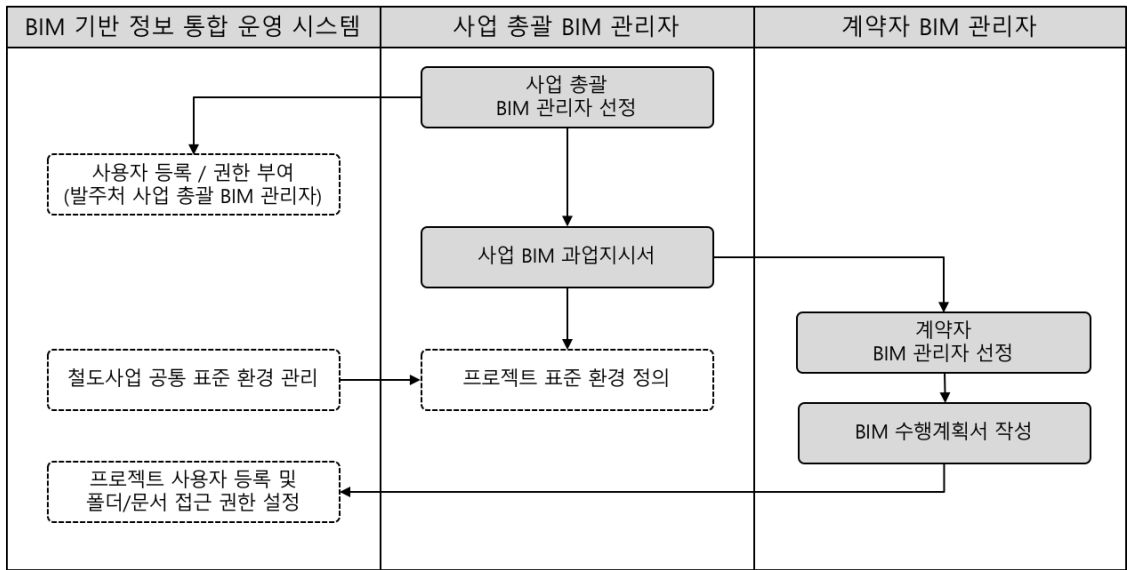 BIM 기반 정보 통합 운영 시스템
사업 총괄 BIM 관리자
계약자 BIM 관리자
사업 총괄
BIM 관리자 선정
사용자 등록 / 권한 부여
(발주처 사업 총괄 BIM 관리자)
사업 BIM 과업지시서
계약자
BIM 관리자 선정
철도사업 공통 표준 환경 관리
프로젝트 표준 환경 정의
BIM 수행계획서 작성
프로젝트 사용자 등록 및
폴더/문서 접근 권한 설정